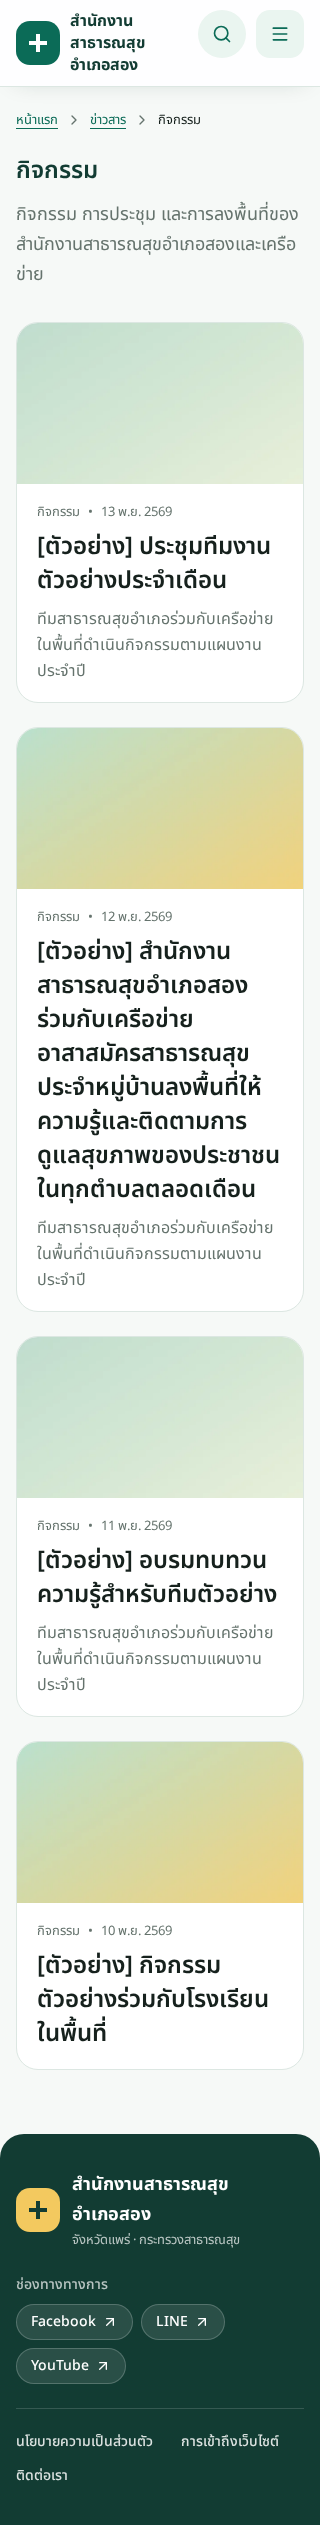 สำนักงาน
สาธารณสุข
อำเภอสอง
หน้าแรก > ข่าวสาร > กิจกรรม
กิจกรรม
กิจกรรม การประชุม และการลงพื้นที่ของ
สำนักงานสาธารณสุขอำเภอสองและเครือ
ข่าย
กิจกรรม • 13 พ.ย. 2569
[ตัวอย่าง] ประชุมทีมงาน
ตัวอย่างประจำเดือน
ทีมสาธารณสุขอำเภอร่วมกับเครือข่าย
ในพื้นที่ดำเนินกิจกรรมตามแผนงาน
ประจำปี
กิจกรรม • 12 พ.ย. 2569
[ตัวอย่าง] สำนักงาน
สาธารณสุขอำเภอสอง
ร่วมกับเครือข่าย
อาสาสมัครสาธารณสุข
ประจำหมู่บ้านลงพื้นที่ให้
ความรู้และติดตามการ
ดูแลสุขภาพของประชาชน
ในทุกตำบลตลอดเดือน
ทีมสาธารณสุขอำเภอร่วมกับเครือข่าย
ในพื้นที่ดำเนินกิจกรรมตามแผนงาน
ประจำปี
กิจกรรม • 11 พ.ย. 2569
[ตัวอย่าง] อบรมทบทวน
ความรู้สำหรับทีมตัวอย่าง
ทีมสาธารณสุขอำเภอร่วมกับเครือข่าย
ในพื้นที่ดำเนินกิจกรรมตามแผนงาน
ประจำปี
กิจกรรม • 10 พ.ย. 2569
[ตัวอย่าง] กิจกรรม
ตัวอย่างร่วมกับโรงเรียน
ในพื้นที่
สำนักงานสาธารณสุข
อำเภอสอง
จังหวัดแพร่ · กระทรวงสาธารณสุข
ช่องทางทางการ
Facebook LINE
YouTube
นโยบายความเป็นส่วนตัว การเข้าถึงเว็บไซต์
ติดต่อเรา